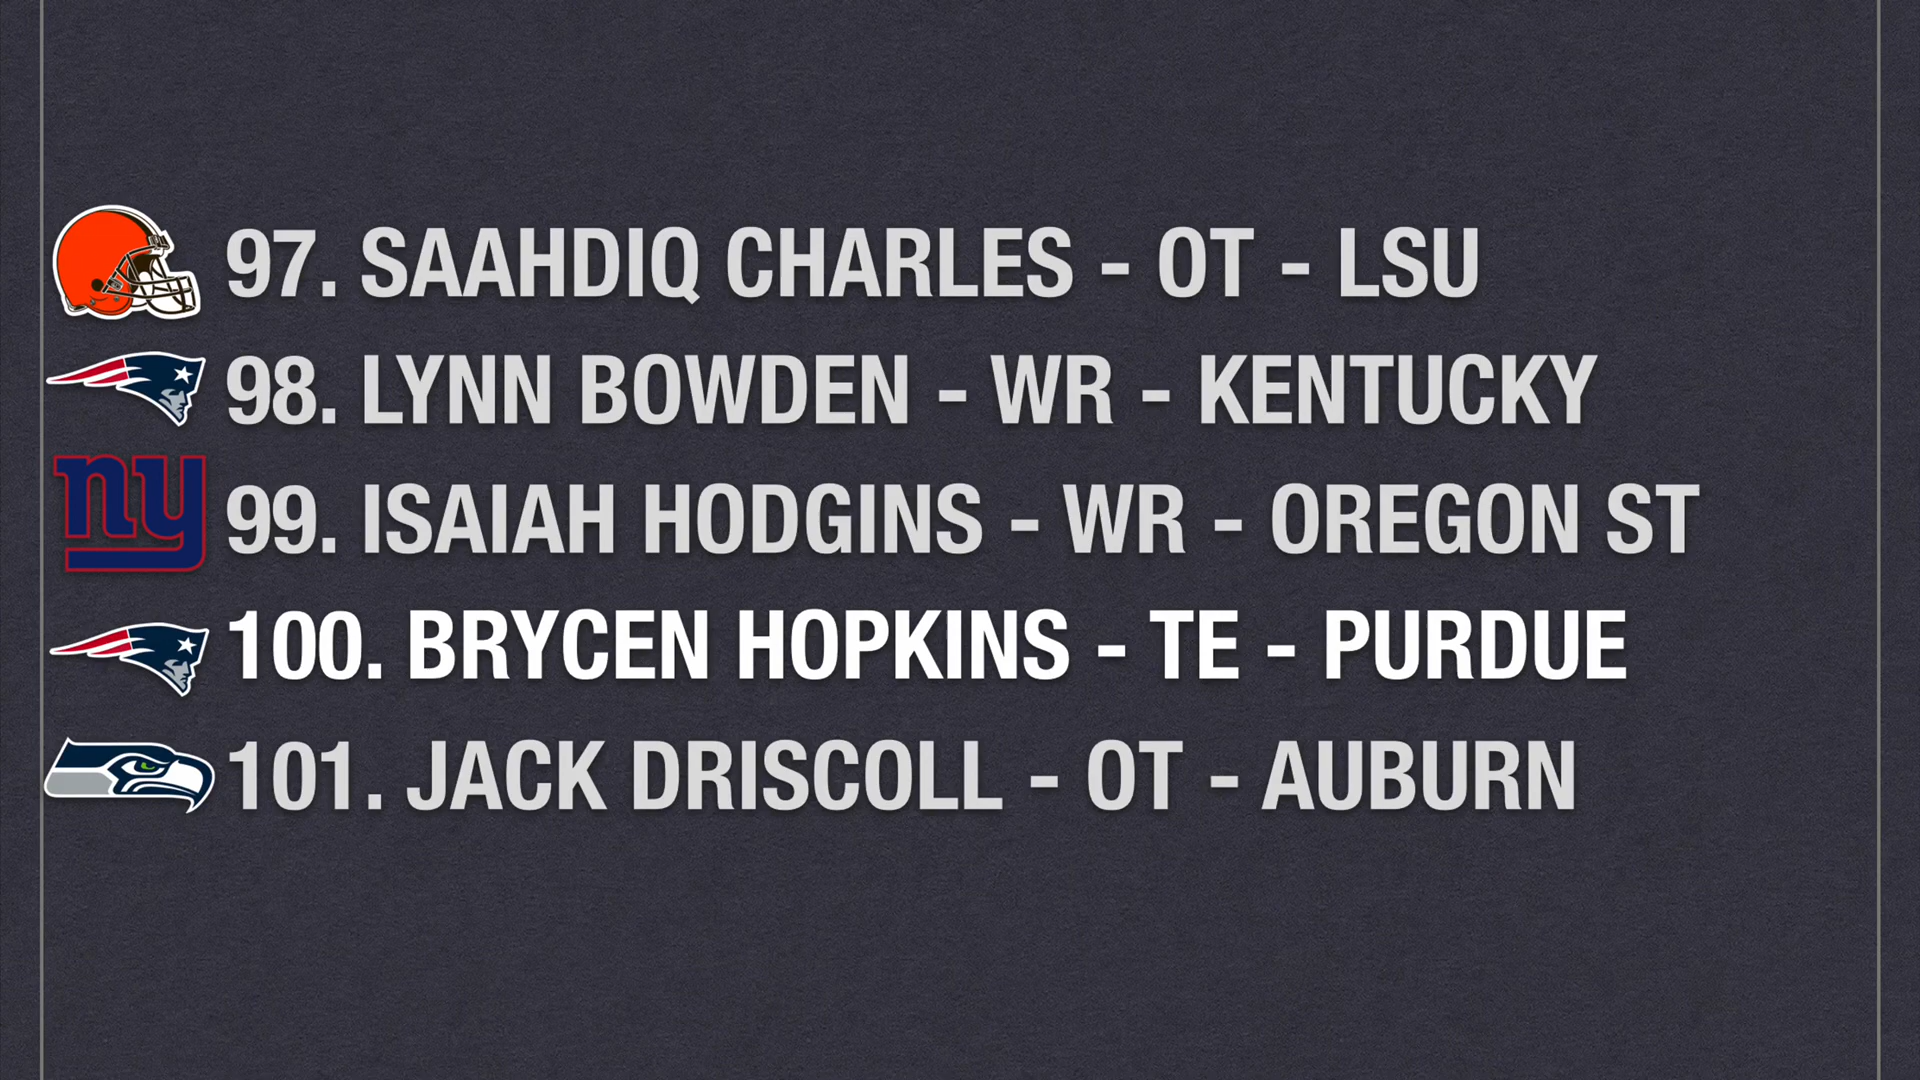 97. SAAHDIQ CHARLES - OT - LSU
98. LYNN BOWDEN - WR - KENTUCKY
ny 99. ISAIAH HODGINS - WR - OREGON ST
100. BRYCEN HOPKINS - TE - PURDUE
101. JACK DRISCOLL - OT - AUBURN